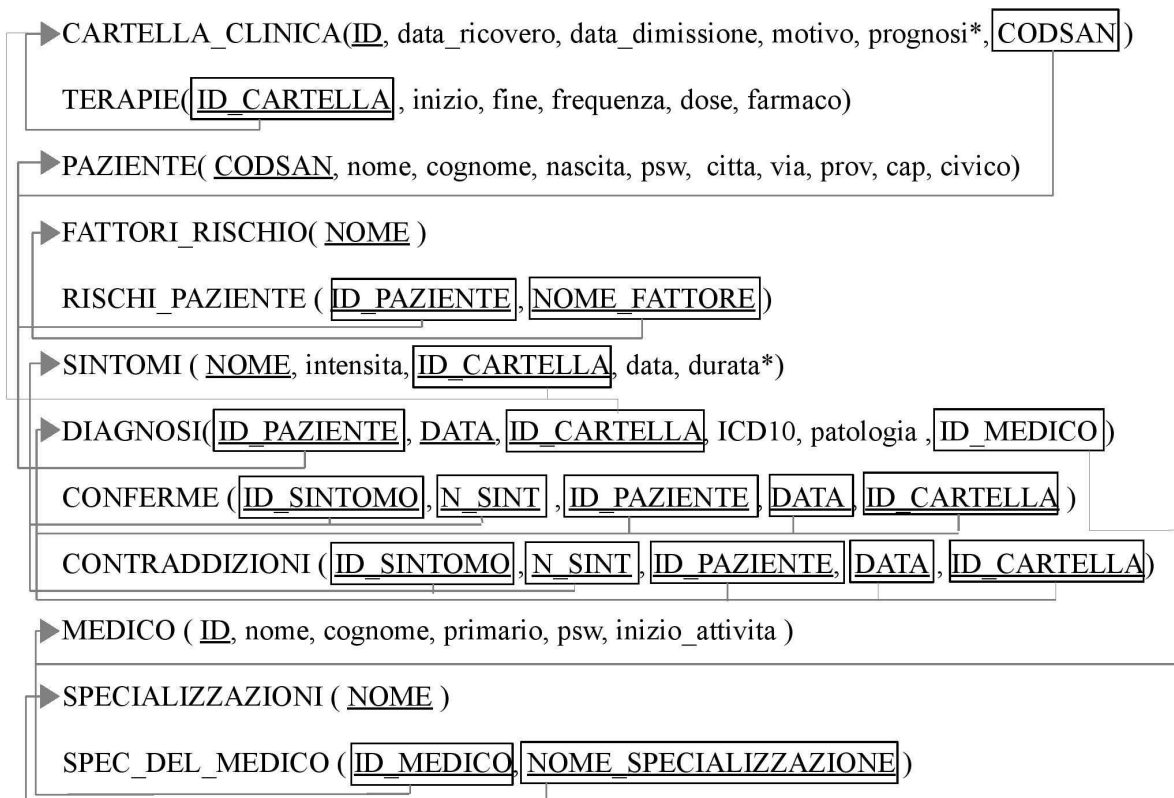 CARTELLA_CLINICA(ID, data_ricovero, data_dimissione, motivo, prognosi*, CODSAN)
TERAPIE(ID_CARTELLA, inizio, fine, frequenza, dose, farmaco)
PAZIENTE( CODSAN, nome, cognome, nascita, psw, citta, via, prov, cap, civico)
FATTORI_RISCHIO( NOME )
RISCHI_PAZIENTE ( ID_PAZIENTE, NOME_FATTORE)
SINTOMI ( NOME, intensita, ID_CARTELLA, data, durata*)
DIAGNOSI( ID_PAZIENTE, DATA, ID_CARTELLA, ICD10, patologia , ID_MEDICO)
CONFERME ( ID_SINTOMO, N_SINT , ID_PAZIENTE, DATA, ID_CARTELLA )
CONTRADDIZIONI ( ID_SINTOMO, N_SINT, ID_PAZIENTE, DATA, ID_CARTELLA)
MEDICO ( ID, nome, cognome, primario, psw, inizio_attivita )
SPECIALIZZAZIONI ( NOME )
SPEC_DEL_MEDICO ( ID_MEDICO, NOME_SPECIALIZZAZIONE )